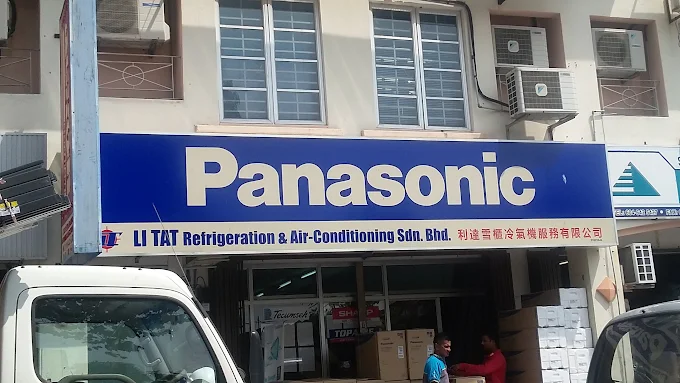 Panasonic
LI TAT Refrigeration & Air-Conditioning Sdn. Bhd. 利達雪櫃冷氣機服務有限公司
Tecumseh
SHARP